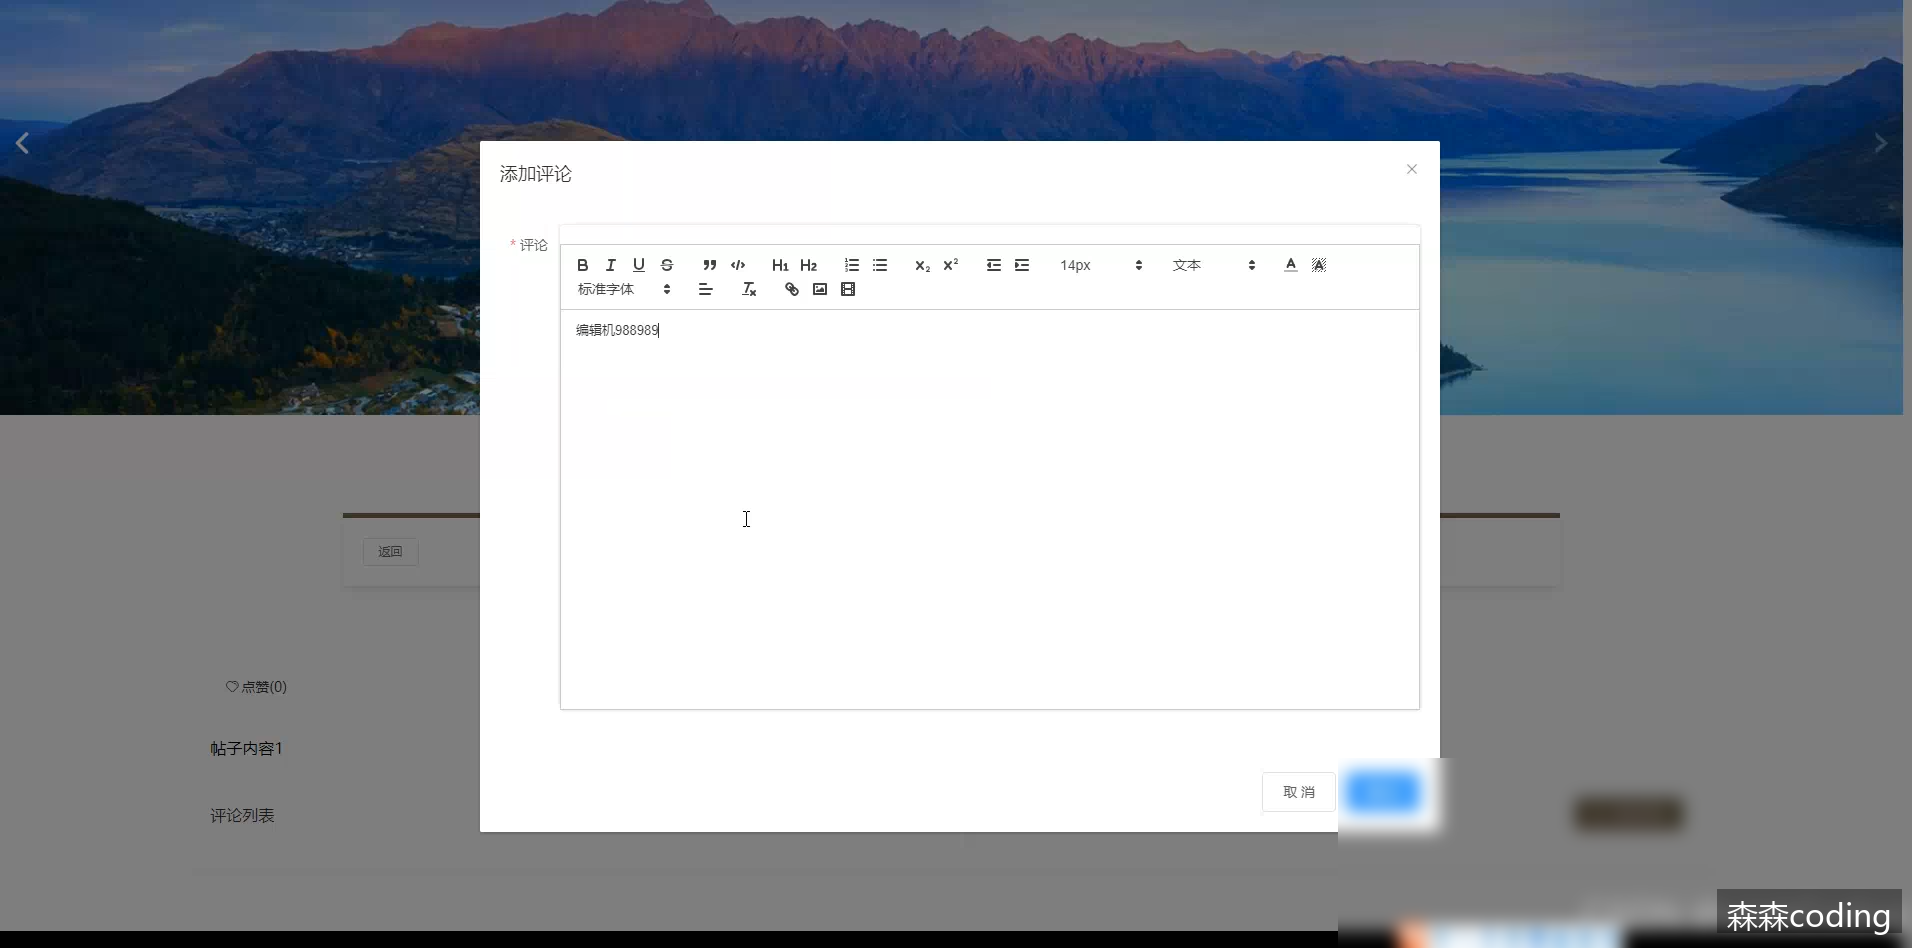 添加评论
* 评论
B I U S H1 H2 X2 X² 14px 文本 A A
标准字体 Tx
编辑机988989
返回
点赞(0)
帖子内容1
评论列表
取消
森森coding